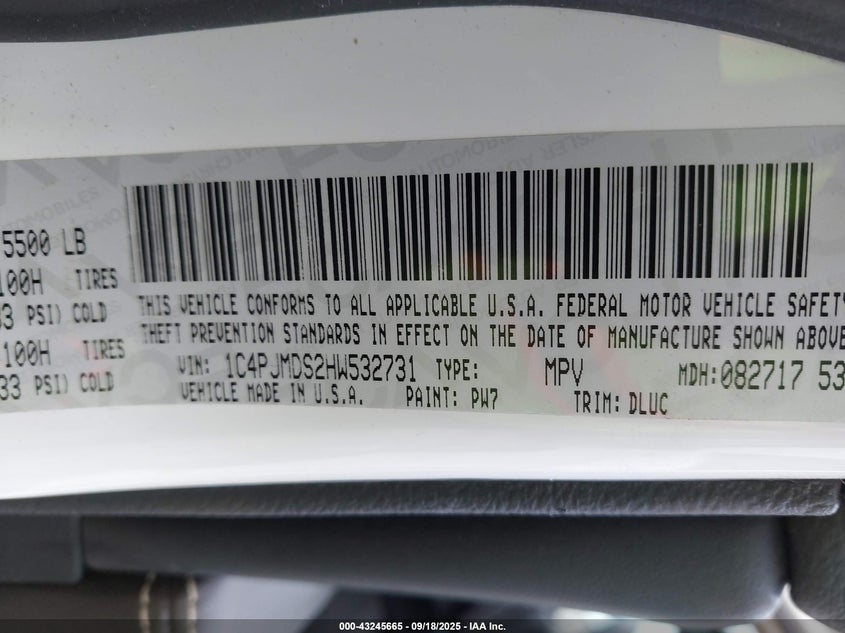 5500 LB
100H TIRES
33 PSI) COLD
100H TIRES
33 PSI) COLD
THIS VEHICLE CONFORMS TO ALL APPLICABLE U.S.A. FEDERAL MOTOR VEHICLE SAFETY
THEFT PREVENTION STANDARDS IN EFFECT ON THE DATE OF MANUFACTURE SHOWN ABOVE
VIN: 1C4PJMDS2HW532731 TYPE: MPV MDH:082717 53
VEHICLE MADE IN U.S.A. PAINT: PW7 TRIM: DLUC
000-43245665 - 09/18/2025 - IAA Inc.